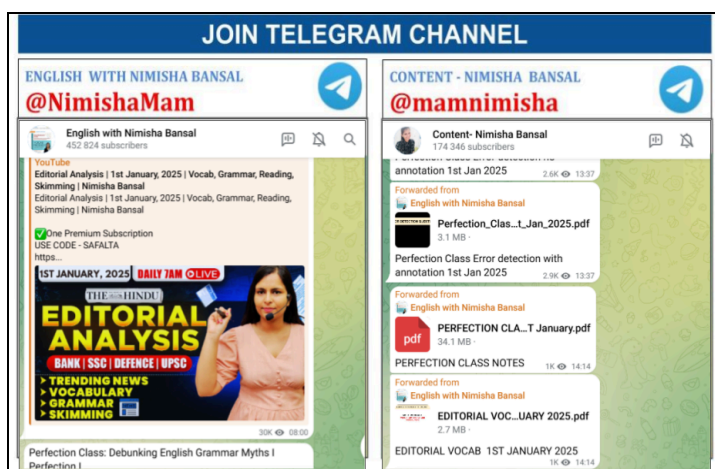 JOIN TELEGRAM CHANNEL
ENGLISH WITH NIMISHA BANSAL
@NimishaMam
English with Nimisha Bansal
452 824 subscribers
YouTube
Editorial Analysis | 1st January, 2025 | Vocab, Grammar, Reading,
Skimming | Nimisha Bansal
Editorial Analysis | 1st January, 2025 | Vocab, Grammar, Reading,
Skimming | Nimisha Bansal
✅One Premium Subscription
USE CODE - SAFALTA
https...
1ST JANUARY, 2025 DAILY 7AM LIVE
THE HINDU
EDITORIAL
ANALYSIS
BANK | SSC | DEFENCE | UPSC
TRENDING NEWS
VOCABULARY
GRAMMAR
SKIMMING
30K 08:00
Perfection Class: Debunking English Grammar Myths I
Perfection I
CONTENT - NIMISHA BANSAL
@mamnimisha
Content- Nimisha Bansal
174 346 subscribers
Perfection Class Error detection no
annotation 1st Jan 2025
2.6K 13:37
Forwarded from
English with Nimisha Bansal
Perfection_Clas...t_Jan_2025.pdf
3.1 MB ·
Perfection Class Error detection with
annotation 1st Jan 2025
2.9K 13:37
Forwarded from
English with Nimisha Bansal
pdf
PERFECTION CLA...T January.pdf
34.1 MB ·
PERFECTION CLASS NOTES
1K 14:14
Forwarded from
English with Nimisha Bansal
EDITORIAL VOC...UARY 2025.pdf
2.7 MB ·
EDITORIAL VOCAB 1ST JANUARY 2025
1K 14:14